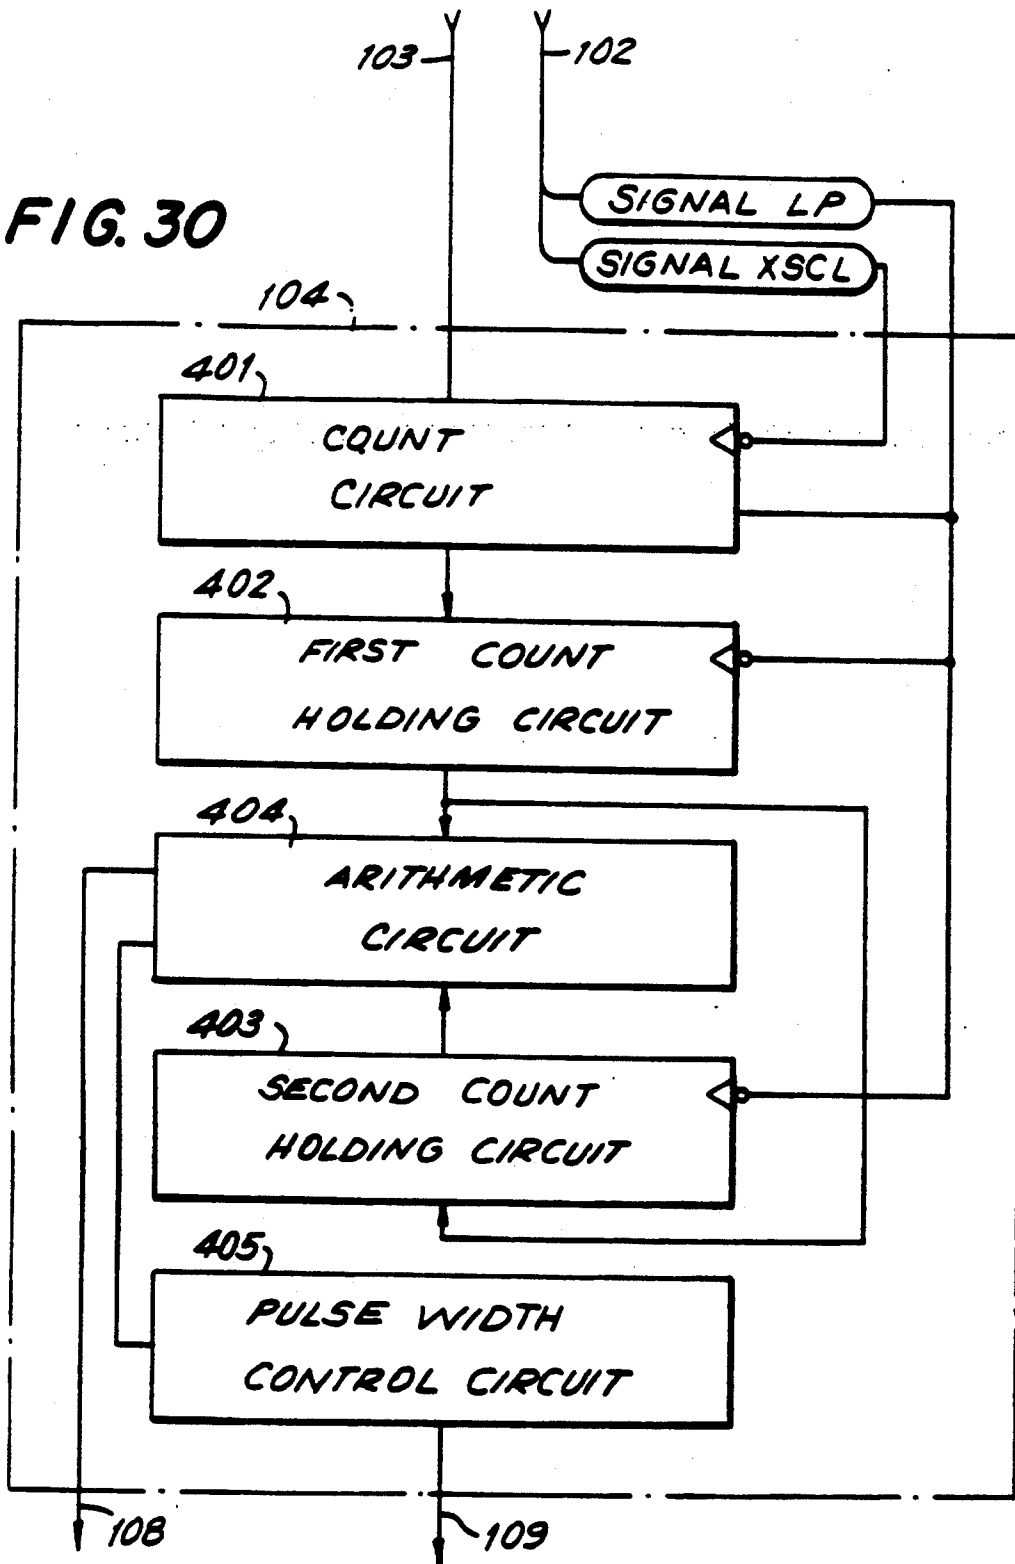 103
102
SIGNAL LP
FIG. 30
SIGNAL XSCL
104
401
COUNT
CIRCUIT
402
FIRST COUNT
HOLDING CIRCUIT
404
ARITHMETIC
CIRCUIT
403
SECOND COUNT
HOLDING CIRCUIT
405
PULSE WIDTH
CONTROL CIRCUIT
108
109